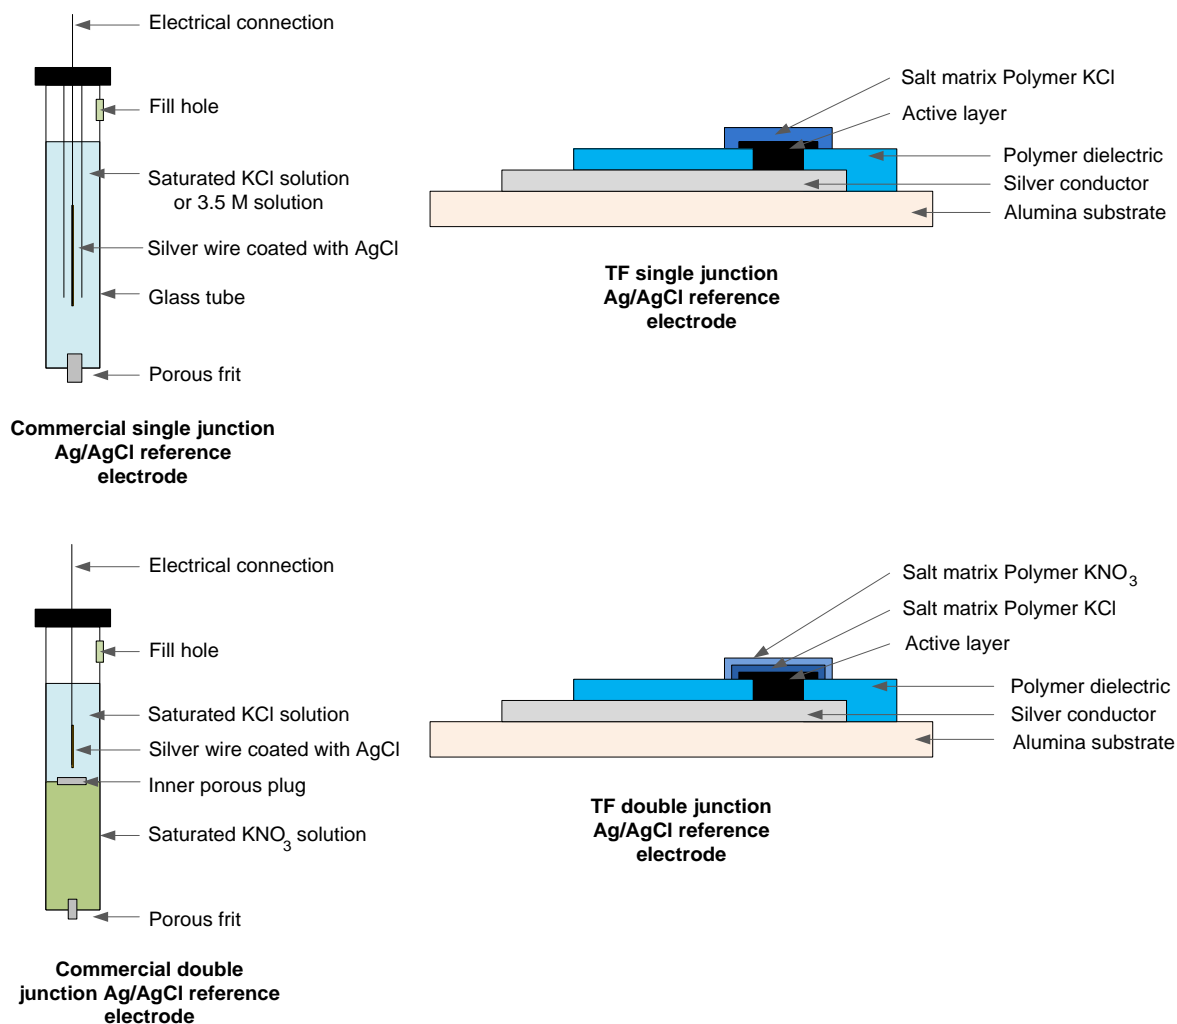 Electrical connection
Fill hole
Saturated KCl solution
or 3.5 M solution
Silver wire coated with AgCl
Glass tube
Porous frit
Commercial single junction
Ag/AgCl reference
electrode
Salt matrix Polymer KCl
Active layer
Polymer dielectric
Silver conductor
Alumina substrate
TF single junction
Ag/AgCl reference
electrode
Electrical connection
Fill hole
Saturated KCl solution
Silver wire coated with AgCl
Inner porous plug
Saturated KNO3 solution
Porous frit
Commercial double
junction Ag/AgCl reference
electrode
Salt matrix Polymer KNO3
Salt matrix Polymer KCl
Active layer
Polymer dielectric
Silver conductor
Alumina substrate
TF double junction
Ag/AgCl reference
electrode